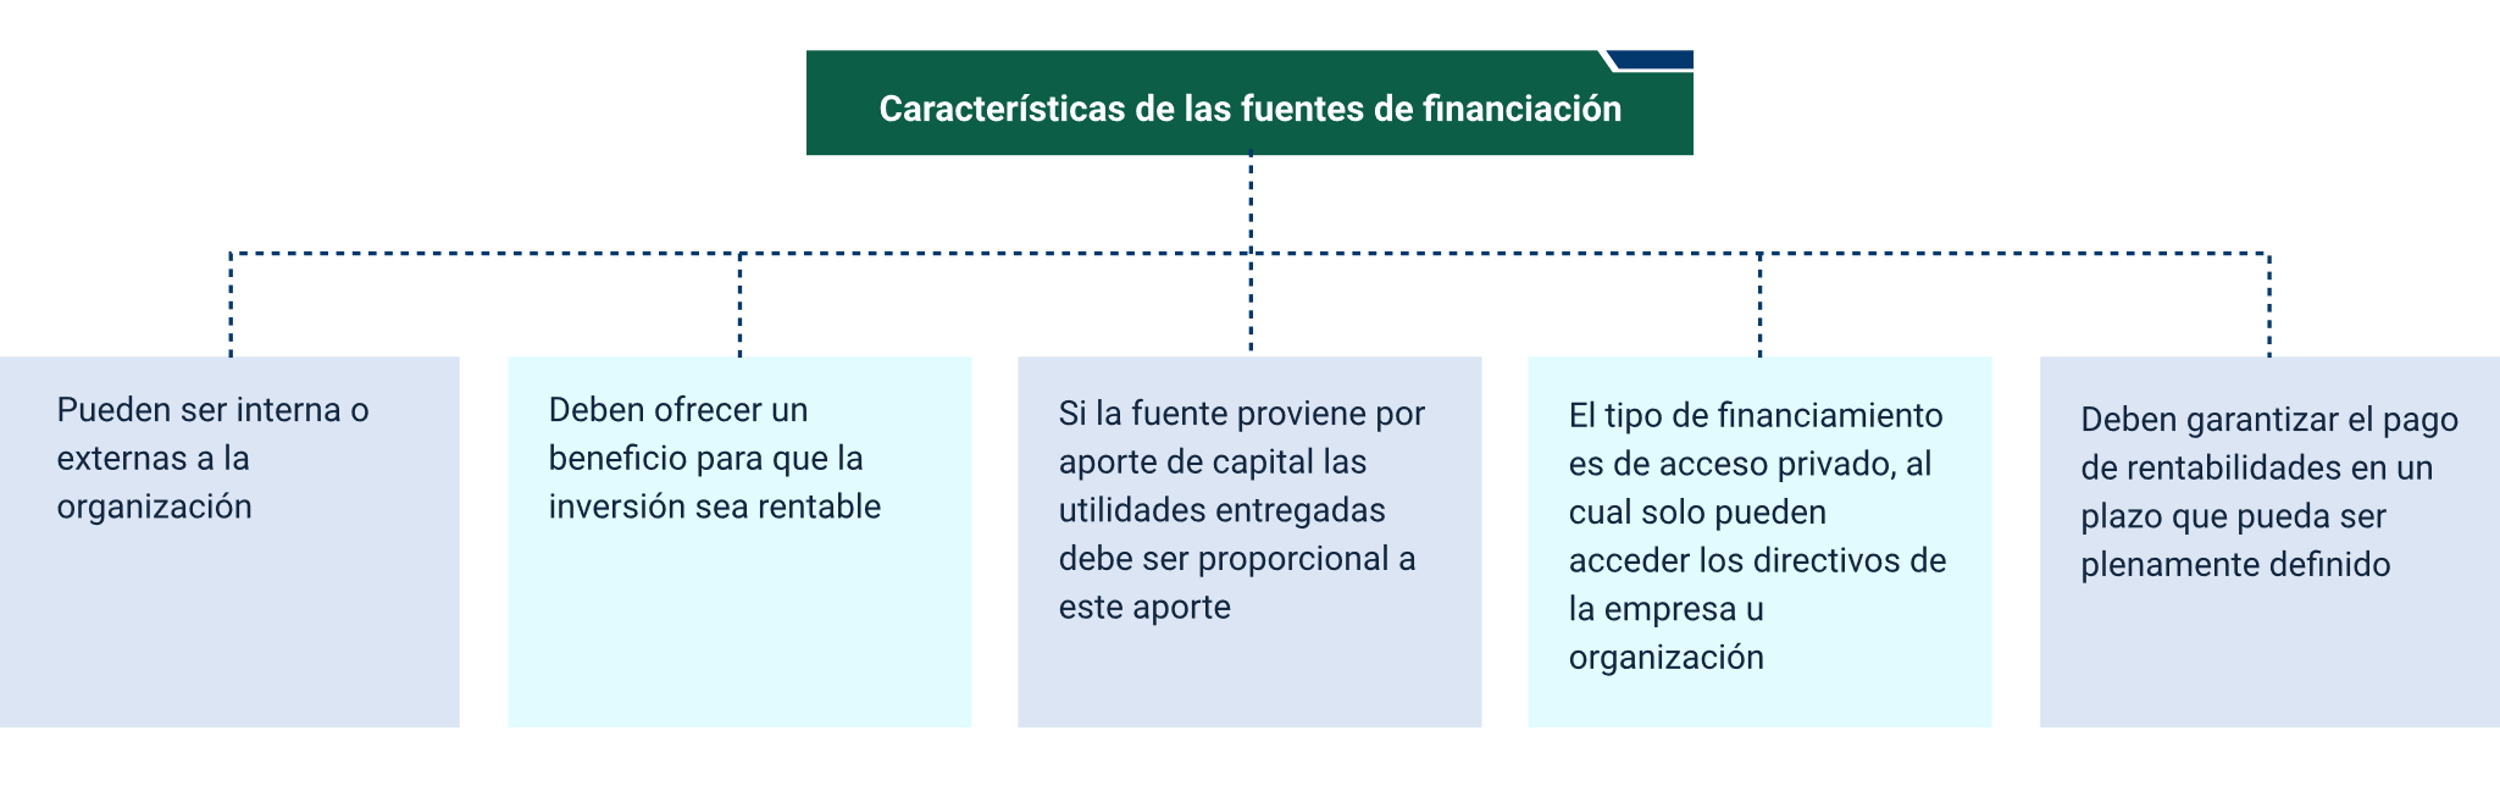 Características de las fuentes de financiación
Pueden ser interna o
externas a la
organización
Deben ofrecer un
beneficio para que la
inversión sea rentable
Si la fuente proviene por
aporte de capital las
utilidades entregadas
debe ser proporcional a
este aporte
El tipo de financiamiento
es de acceso privado, al
cual solo pueden
acceder los directivos de
la empresa u
organización
Deben garantizar el pago
de rentabilidades en un
plazo que pueda ser
plenamente definido